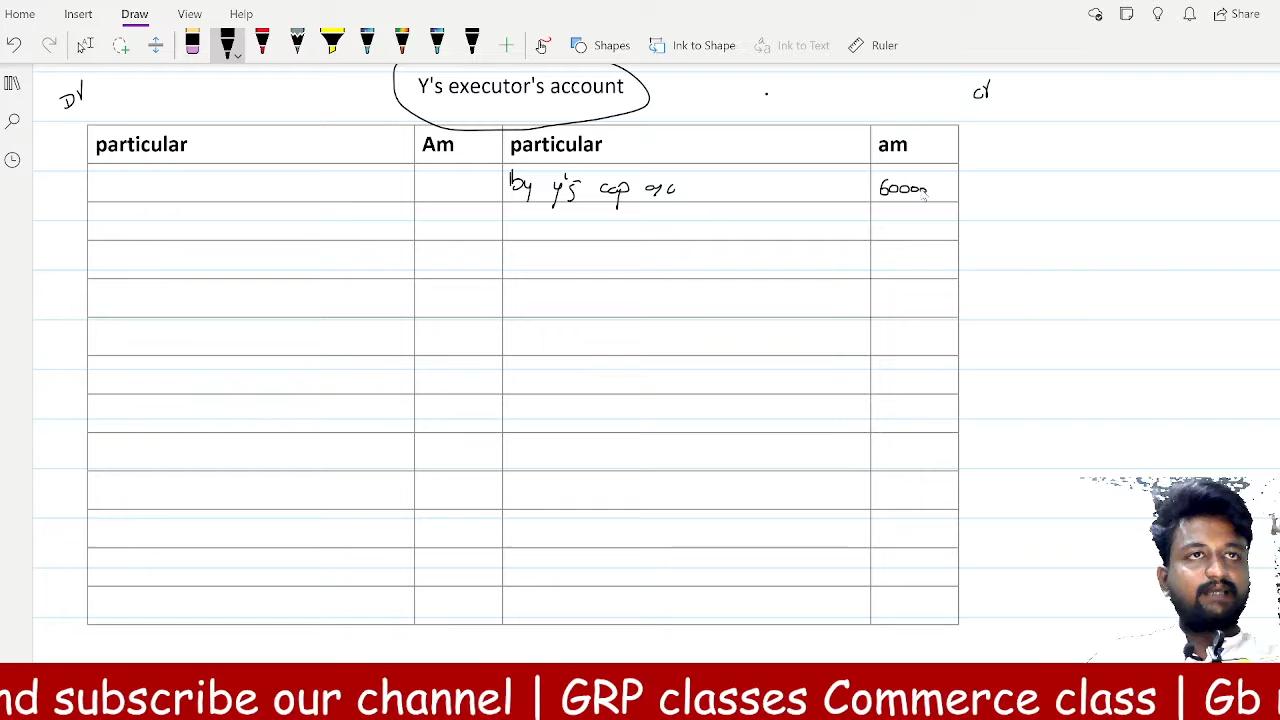 Home Insert Draw View Help Share
Shapes Ink to Shape Ink to Text Ruler
Y's executor's account
Dr Cr
particular Am particular am
by y's cap a/c 60000
nd subscribe our channel | GRP classes Commerce class | Gb